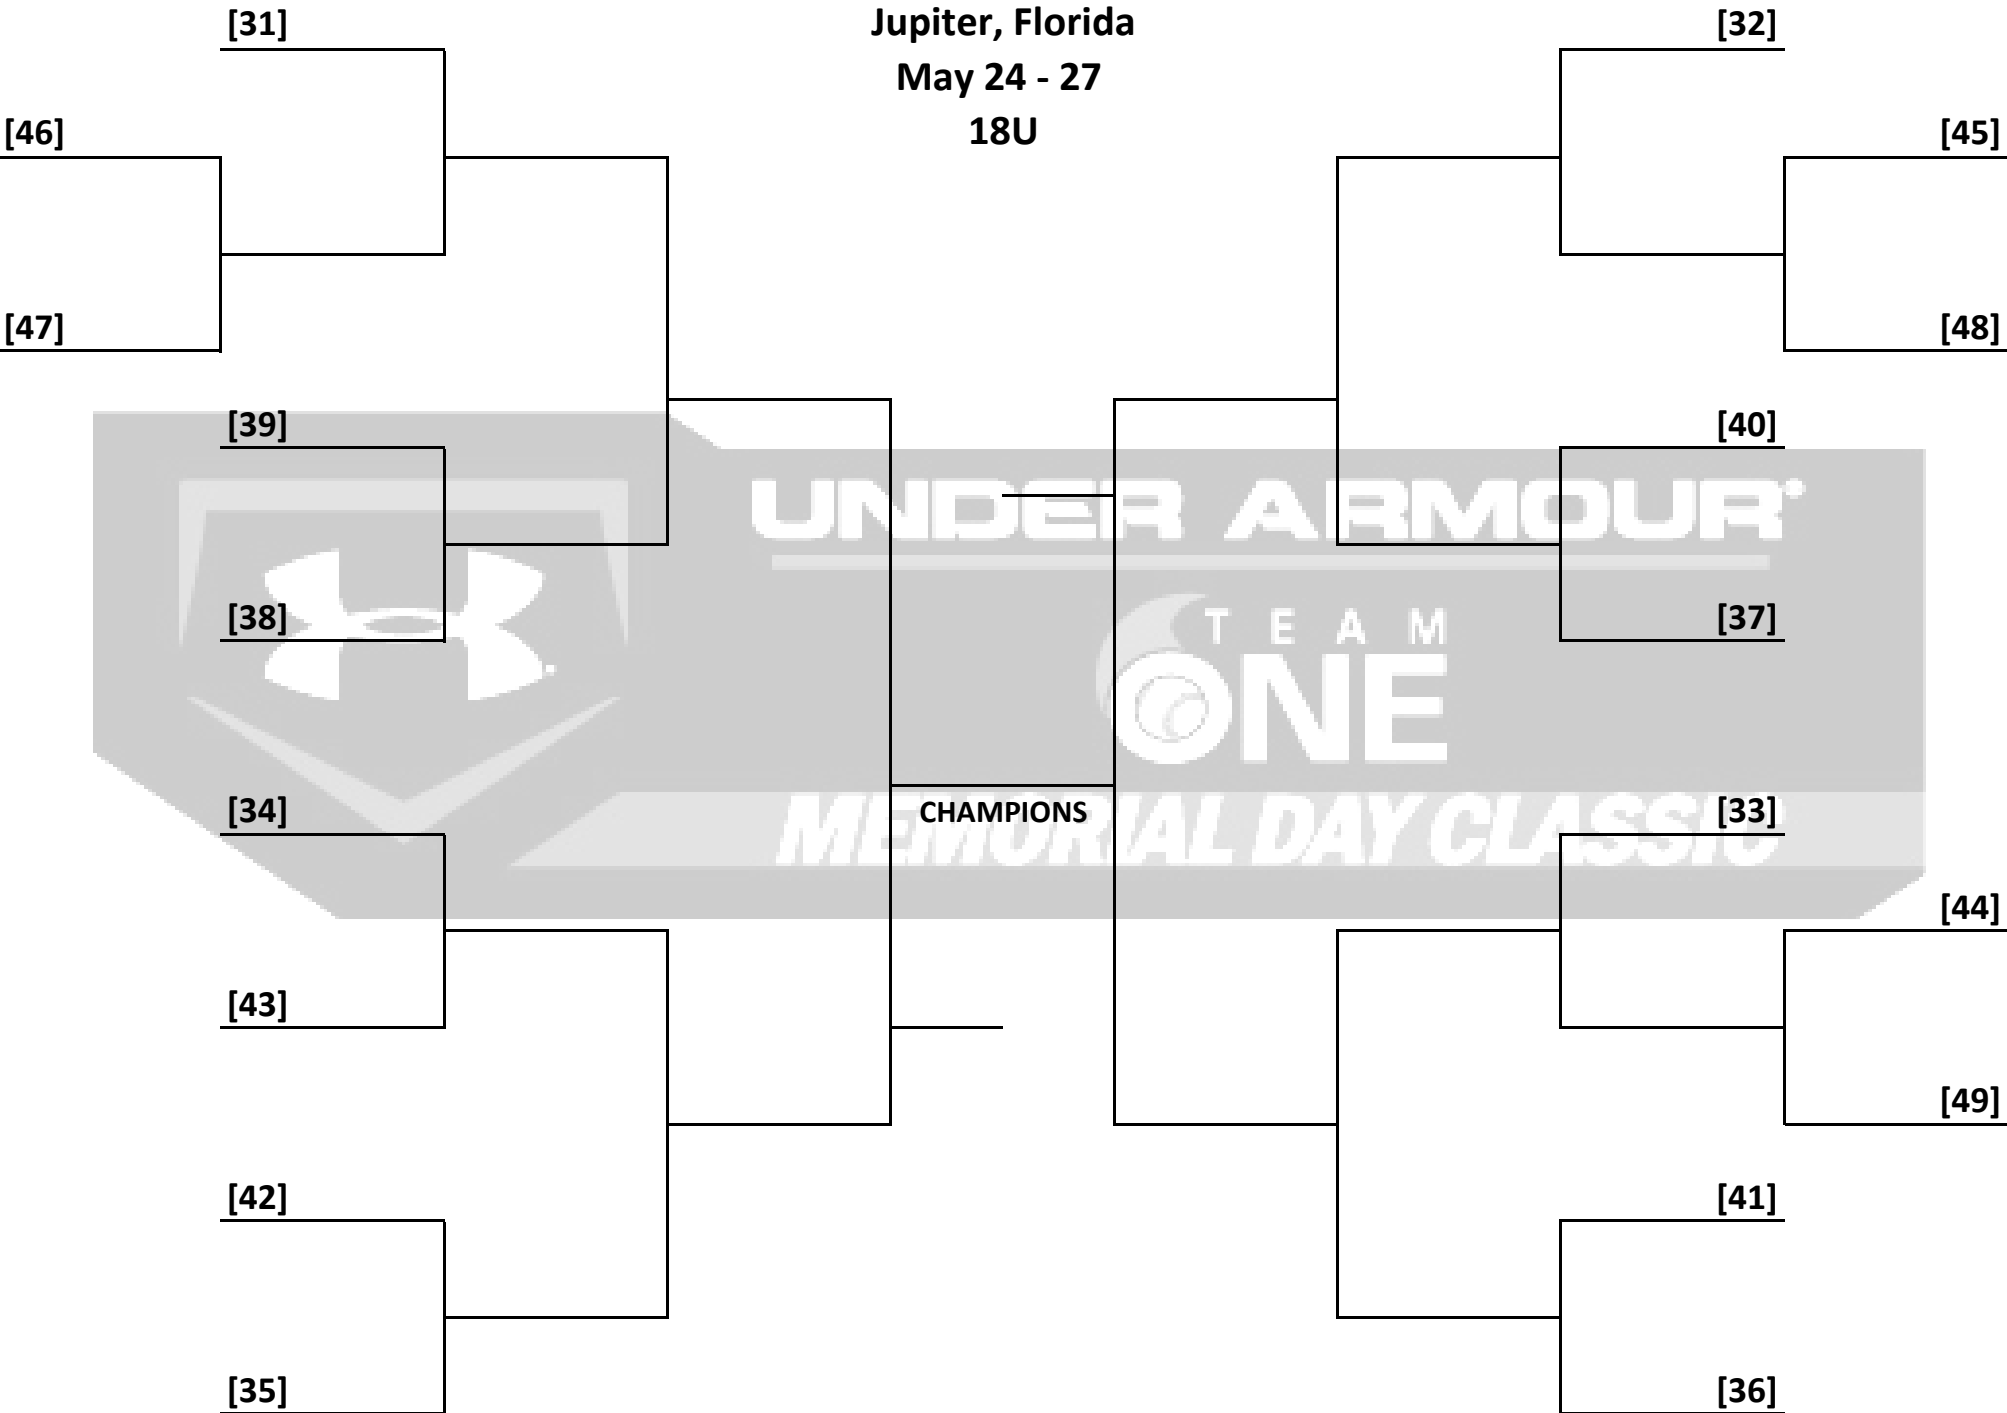 [31]
Jupiter, Florida
[32]
May 24 - 27
18U
[46]
[45]
[47]
[48]
[39]
[40]
UNDER ARMOUR®
[38]
TEAM
[37]
ONE
[34]
CHAMPIONS
[33]
MEMORIAL DAY CLASSIC
[44]
[43]
[49]
[42]
[41]
[35]
[36]